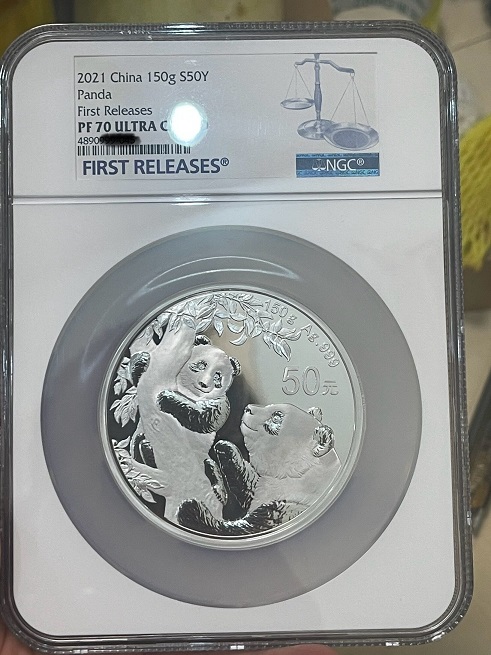 2021 China 150g S50Y
Panda
First Releases
PF 70 ULTRA
FIRST RELEASES®
NGC®
150g Ag.999
50元